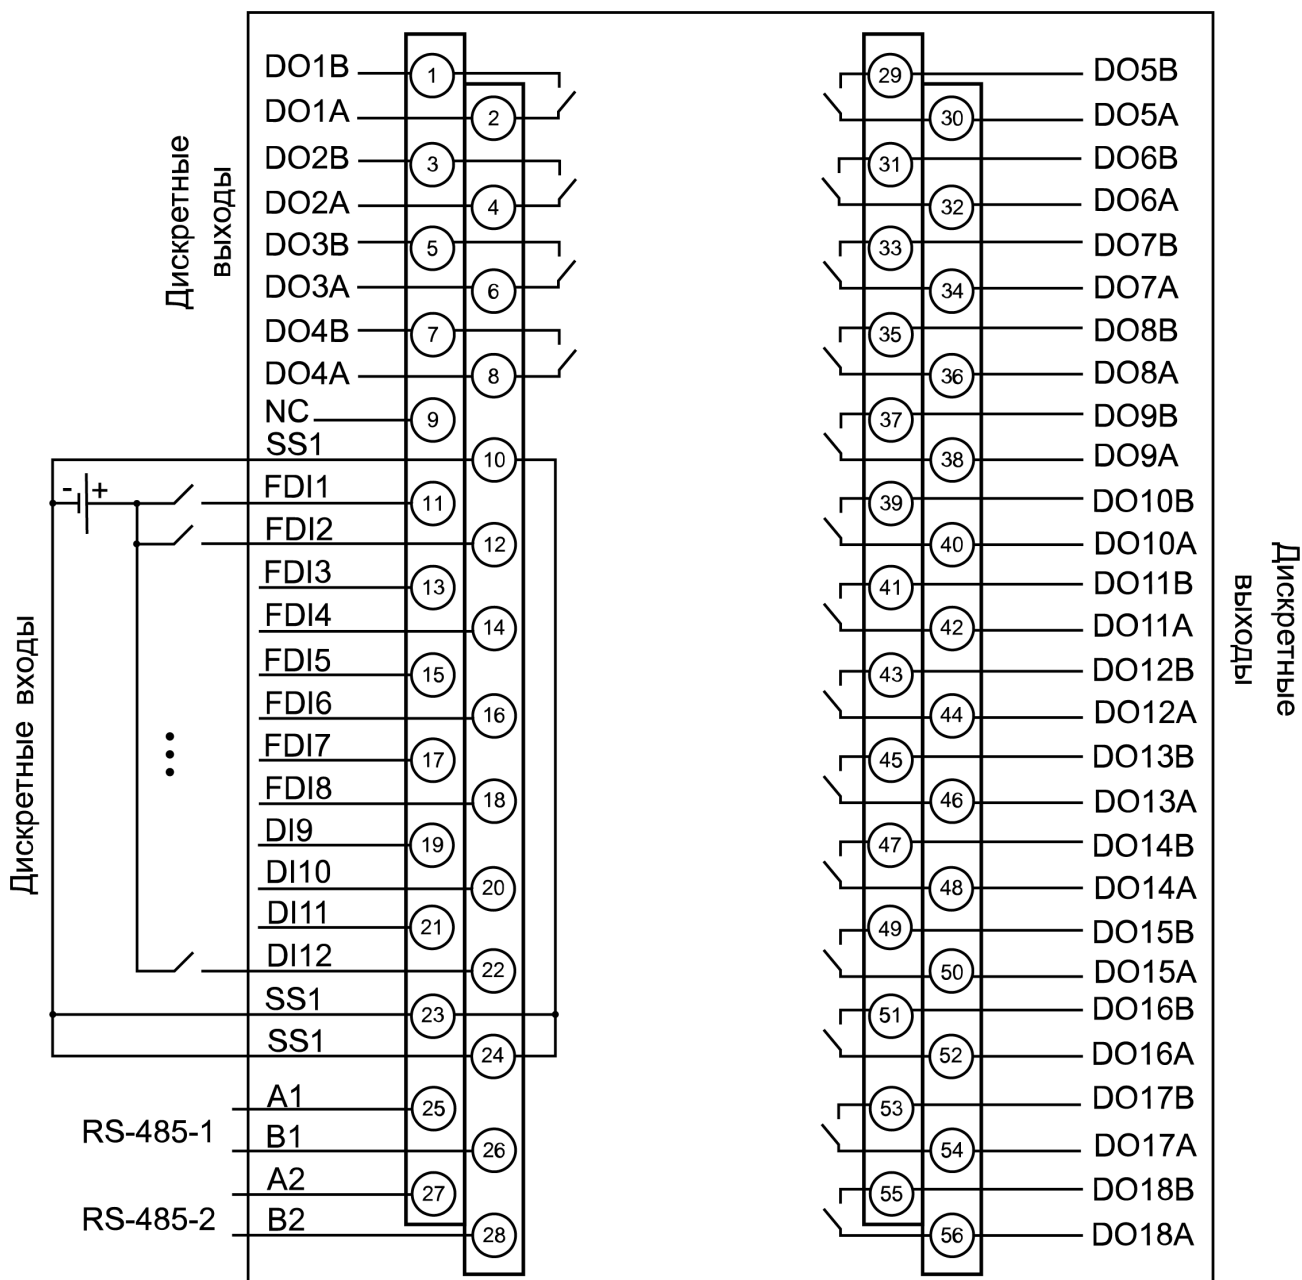 Дискретные
выходы
DO1B 1
DO1A 2
DO2B 3
DO2A 4
DO3B 5
DO3A 6
DO4B 7
DO4A 8
NC 9
SS1 10
Дискретные входы
- +
FDI1 11
FDI2 12
FDI3 13
FDI4 14
FDI5 15
FDI6 16
FDI7 17
FDI8 18
DI9 19
DI10 20
DI11 21
DI12 22
SS1 23
SS1 24
RS-485-1
A1 25
B1 26
RS-485-2
A2 27
B2 28
29 DO5B
30 DO5A
31 DO6B
32 DO6A
33 DO7B
34 DO7A
35 DO8B
36 DO8A
37 DO9B
38 DO9A
39 DO10B
40 DO10A
41 DO11B
42 DO11A
43 DO12B
44 DO12A
45 DO13B
46 DO13A
47 DO14B
48 DO14A
49 DO15B
50 DO15A
51 DO16B
52 DO16A
53 DO17B
54 DO17A
55 DO18B
56 DO18A
Дискретные
выходы